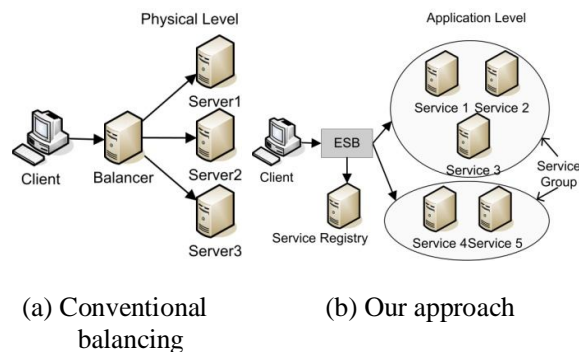 Physical Level
Server1
Client
Balancer
Server2
Server3
(a) Conventional
balancing
Application Level
Service 1
Service 2
ESB
Client
Service 3
Service
Group
Service Registry
Service 4
Service 5
(b) Our approach